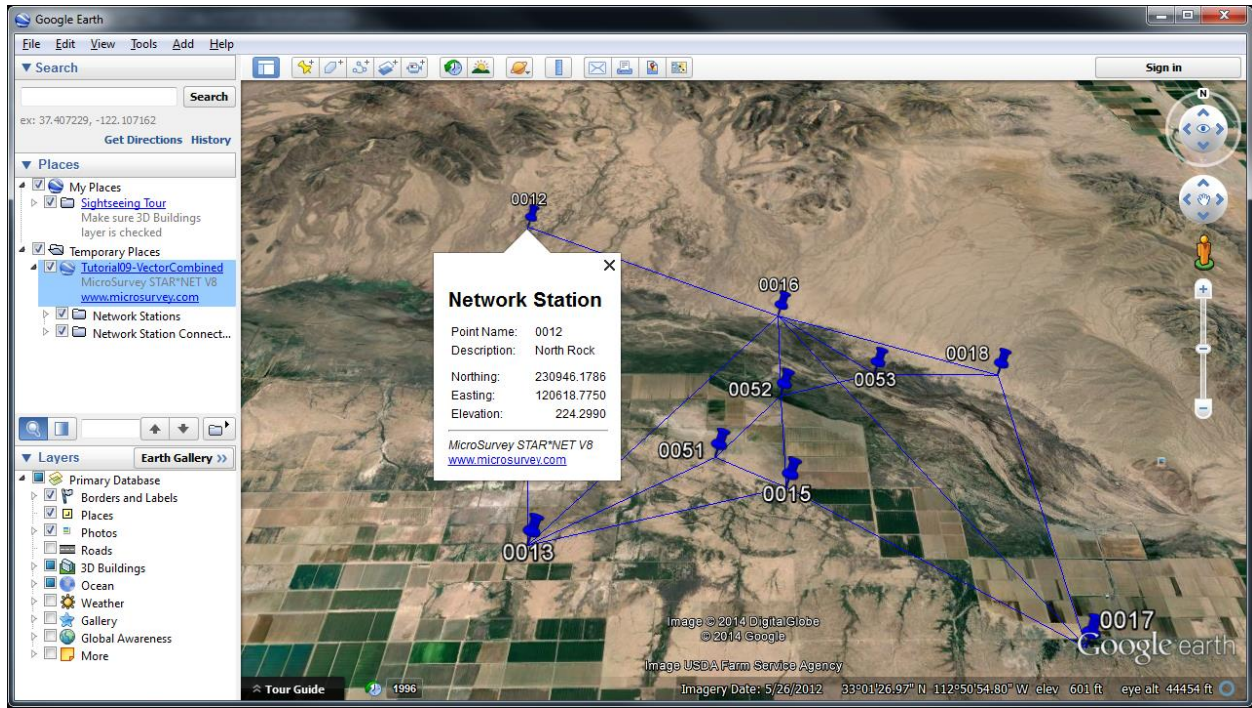 Google Earth
File Edit View Tools Add Help
▼ Search
Search
ex: 37.407229, -122.107162
Get Directions History
▼ Places
My Places
Sightseeing Tour
Make sure 3D Buildings
layer is checked
Temporary Places
Tutorial09-VectorCombined
MicroSurvey STAR*NET V8
www.microsurvey.com
Network Stations
Network Station Connect...
▼ Layers
Earth Gallery >>
Primary Database
Borders and Labels
Places
Photos
Roads
3D Buildings
Ocean
Weather
Gallery
Global Awareness
More
Sign in
N
0012
Network Station
Point Name: 0012
Description: North Rock
Northing: 230946.1786
Easting: 120618.7750
Elevation: 224.2990
MicroSurvey STAR*NET V8
www.microsurvey.com
0016
0018
0053
0052
0051
0015
0013
0017
Google earth
Image © 2014 DigitalGlobe
© 2014 Google
Image USDA Farm Service Agency
Tour Guide
1996
Imagery Date: 5/26/2012 33°01'26.97" N 112°50'54.80" W elev 601 ft eye alt 44454 ft